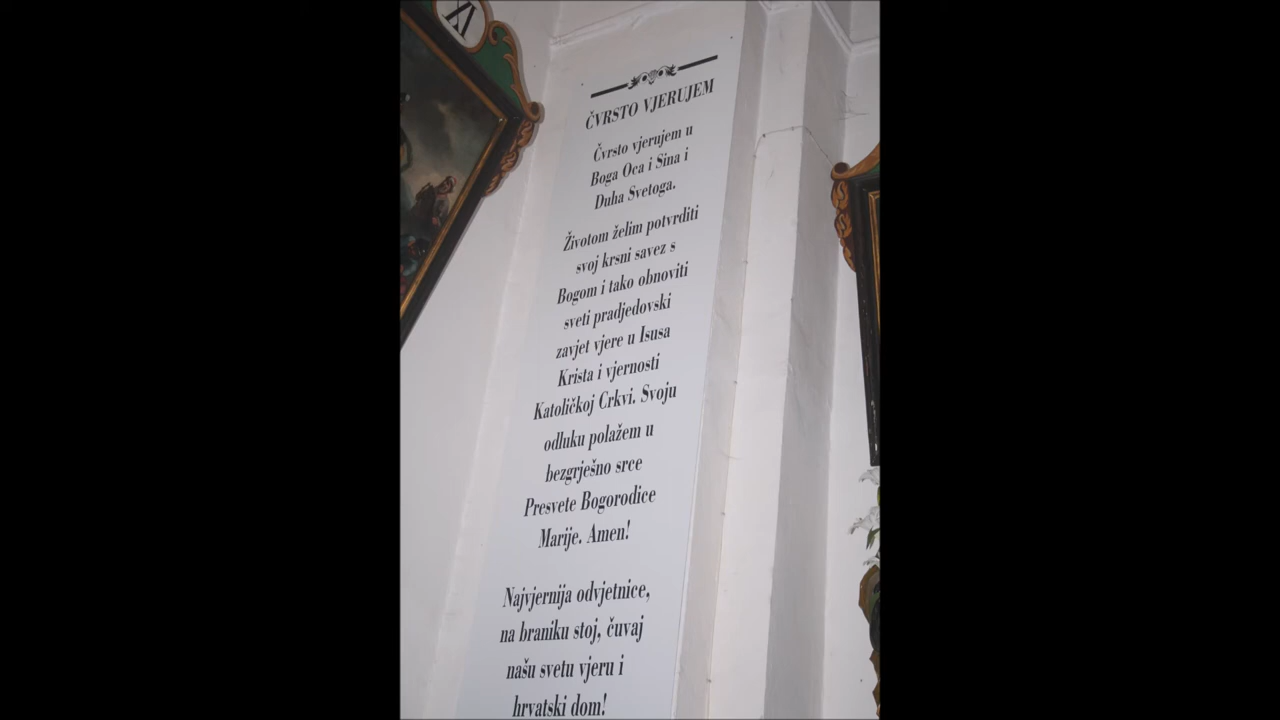 XI
ČVRSTO VJERUJEM
Čvrsto vjerujem u
Boga Oca i Sina i
Duha Svetoga.
Životom želim potvrditi
svoj krsni savez s
Bogom i tako obnoviti
sveti pradjedovski
zavjet vjere u Isusa
Krista i vjernosti
Katoličkoj Crkvi. Svoju
odluku polažem u
bezgrješno srce
Presvete Bogorodice
Marije. Amen!
Najvjernija odvjetnice,
na braniku stoj, čuvaj
našu svetu vjeru i
hrvatski dom!